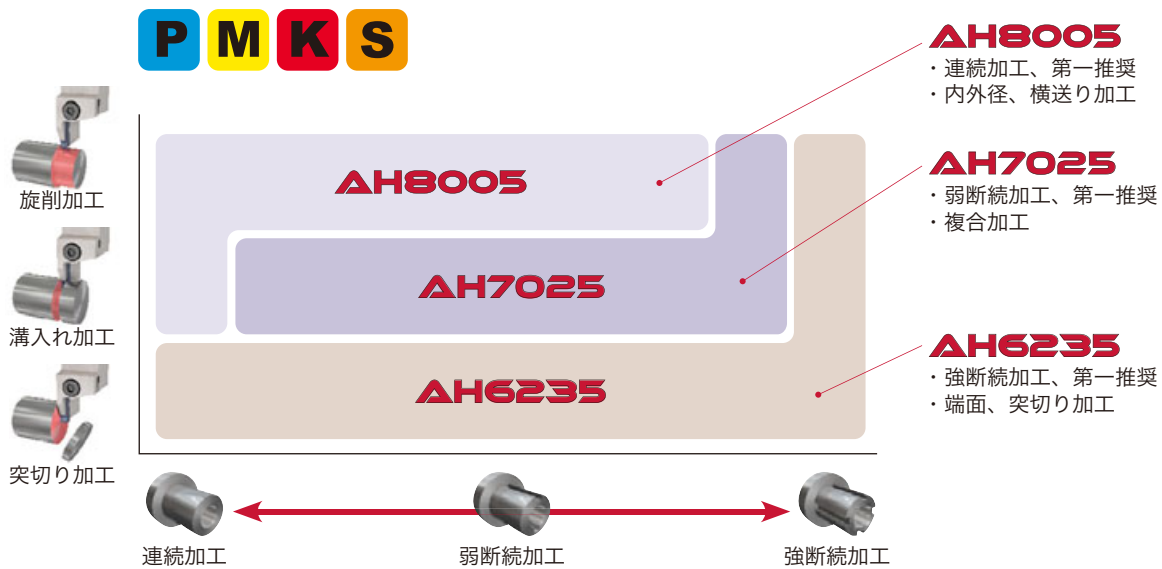 P M K S
AH8005
・連続加工、第一推奨
・内外径、横送り加工
AH7025
・弱断続加工、第一推奨
・複合加工
AH6235
・強断続加工、第一推奨
・端面、突切り加工
旋削加工
溝入れ加工
突切り加工
AH8005
AH7025
AH6235
連続加工
弱断続加工
強断続加工